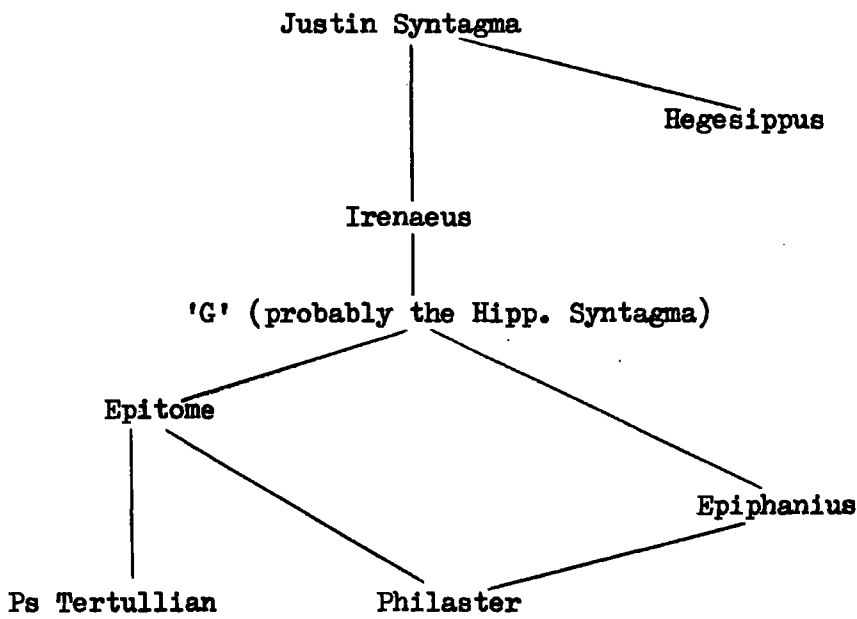 Justin Syntagma
Hegesippus
Irenaeus
'G' (probably the Hipp. Syntagma)
Epitome
Epiphanius
Ps Tertullian
Philaster